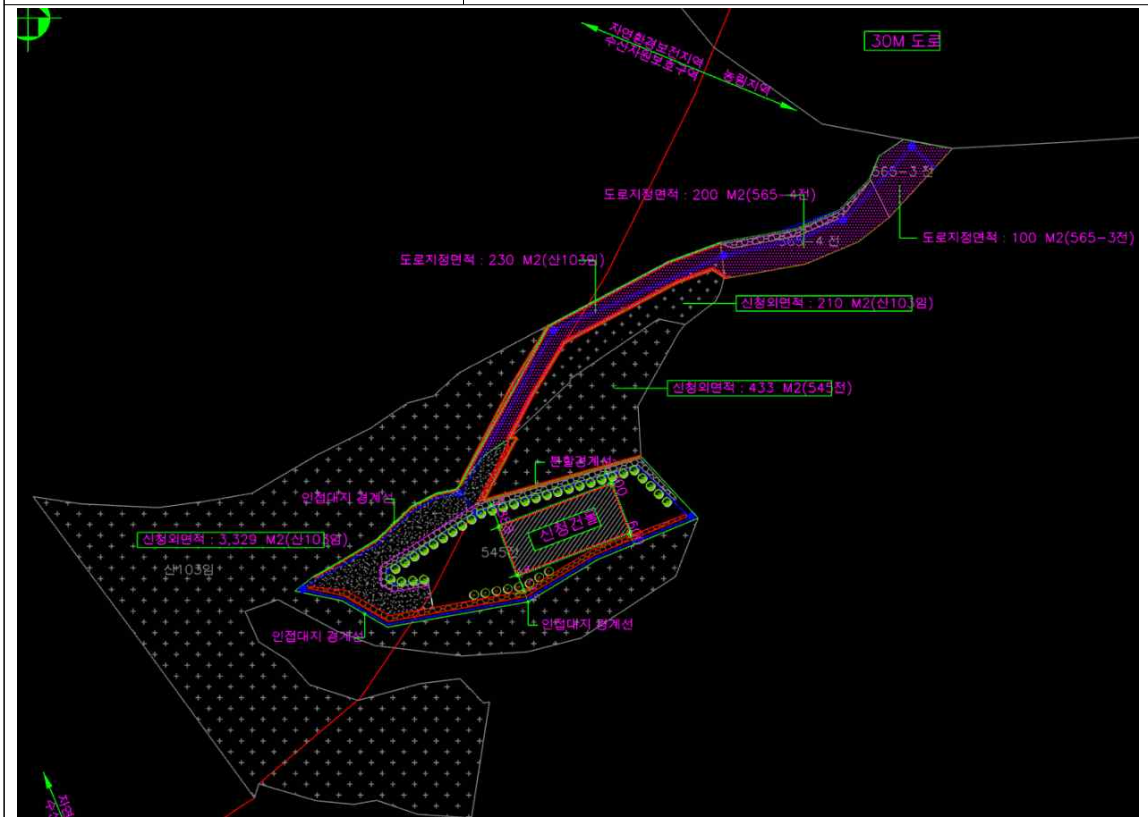 30M 도로
자연환경보전지역
수산자원보호구역
농림지역
565-3 전
도로지정면적 : 200 M2(565-4전)
565-4 전
도로지정면적 : 100 M2(565-3전)
도로지정면적 : 230 M2(산103임)
신청외면적 : 210 M2(산103임)
신청외면적 : 433 M2(545전)
분할경계선
인접대지 경계선
신청건물
신청외면적 : 3,329 M2(산103임)
545전
산103임
인접대지 경계선
인접대지 경계선